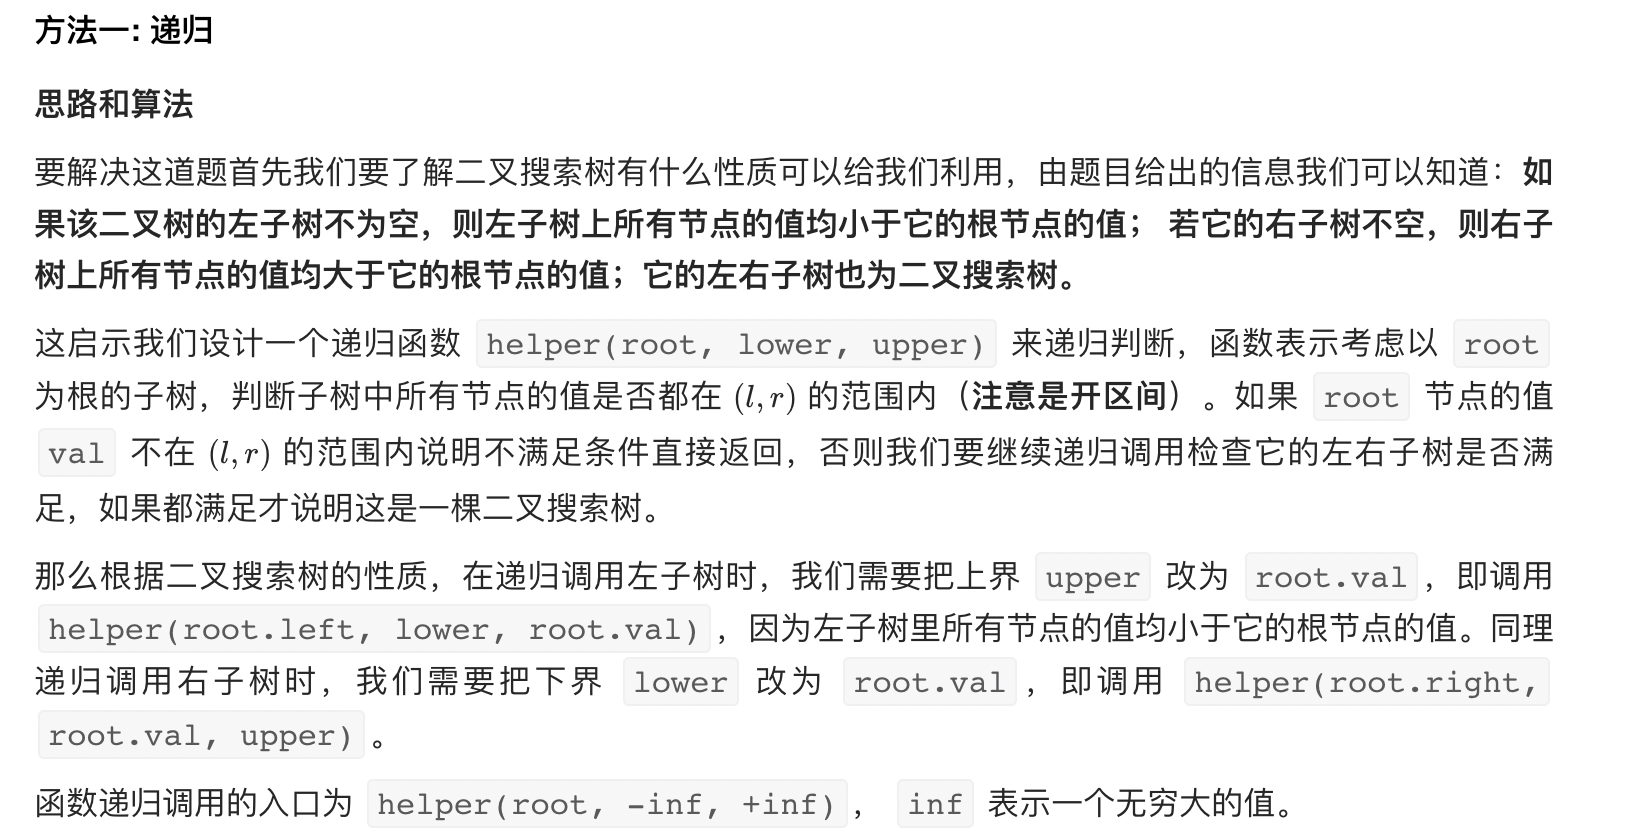 方法一: 递归
思路和算法
要解决这道题首先我们要了解二叉搜索树有什么性质可以给我们利用，由题目给出的信息我们可以知道：如
果该二叉树的左子树不为空，则左子树上所有节点的值均小于它的根节点的值； 若它的右子树不空，则右子
树上所有节点的值均大于它的根节点的值；它的左右子树也为二叉搜索树。
这启示我们设计一个递归函数 helper(root, lower, upper) 来递归判断，函数表示考虑以 root
为根的子树，判断子树中所有节点的值是否都在 (l, r) 的范围内（注意是开区间）。如果 root 节点的值
val 不在 (l, r) 的范围内说明不满足条件直接返回，否则我们要继续递归调用检查它的左右子树是否满
足，如果都满足才说明这是一棵二叉搜索树。
那么根据二叉搜索树的性质，在递归调用左子树时，我们需要把上界 upper 改为 root.val ，即调用
helper(root.left, lower, root.val) ，因为左子树里所有节点的值均小于它的根节点的值。同理
递归调用右子树时，我们需要把下界 lower 改为 root.val ，即调用 helper(root.right,
root.val, upper) 。
函数递归调用的入口为 helper(root, -inf, +inf) ， inf 表示一个无穷大的值。